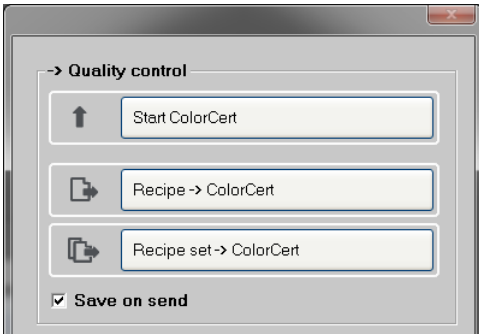 -> Quality control
Start ColorCert
Recipe -> ColorCert
Recipe set -> ColorCert
Save on send